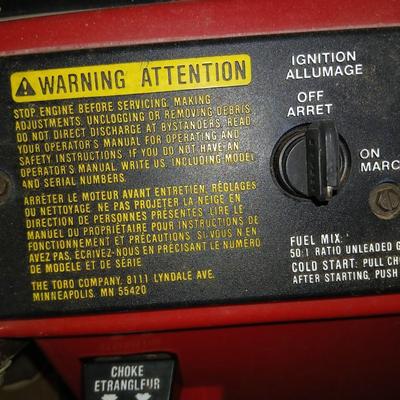 WARNING ATTENTION
STOP ENGINE BEFORE SERVICING, MAKING
ADJUSTMENTS, UNCLOGGING OR REMOVING DEBRIS.
DO NOT DIRECT DISCHARGE AT BYSTANDERS. READ
YOUR OPERATOR'S MANUAL FOR OPERATING AND
SAFETY INSTRUCTIONS. IF YOU DO NOT HAVE AN
OPERATOR'S MANUAL, WRITE US, INCLUDING MODEL
AND SERIAL NUMBERS.
ARRÊTER LE MOTEUR AVANT ENTRETIEN, RÉGLAGES
OU NETTOYAGE. NE PAS PROJETER LA NEIGE EN
DIRECTION DE PERSONNES PRÉSENTES. LIRE LE
MANUEL DU PROPRIÉTAIRE POUR INSTRUCTIONS DE
FONCTIONNEMENT ET PRÉCAUTIONS. SI VOUS N'EN
AVEZ PAS, ÉCRIVEZ-NOUS EN PRÉCISANT LE NUMÉRO
DE MODÈLE ET DE SÉRIE.
THE TORO COMPANY, 8111 LYNDALE AVE.
MINNEAPOLIS, MN 55420
IGNITION
ALLUMAGE
OFF
ARRET
ON
MARC
FUEL MIX:
50:1 RATIO UNLEADED G
COLD START: PULL CHO
AFTER STARTING, PUSH
CHOKE
ETRANGLEUR